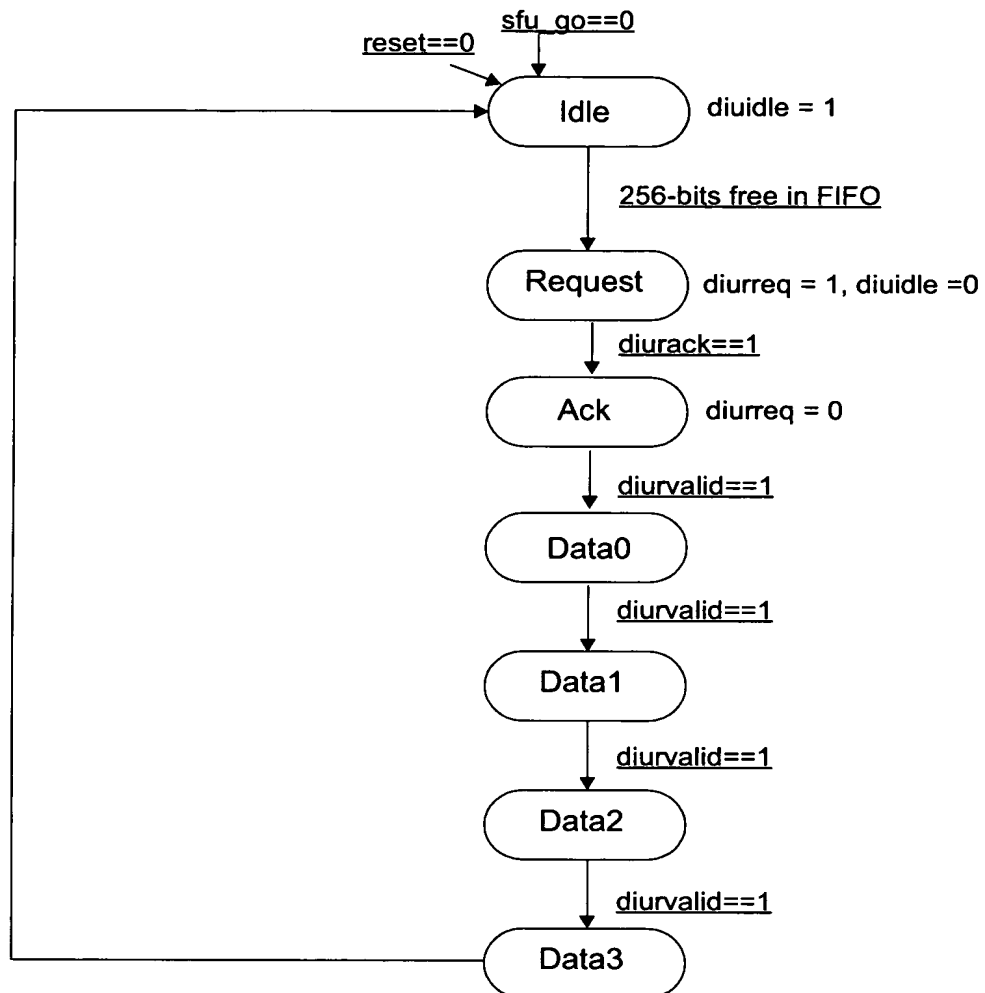 sfu_go==0
reset==0
Idle
diuidle = 1
256-bits free in FIFO
Request
diurreq = 1, diuidle =0
diurack==1
Ack
diurreq = 0
diurvalid==1
Data0
diurvalid==1
Data1
diurvalid==1
Data2
diurvalid==1
Data3